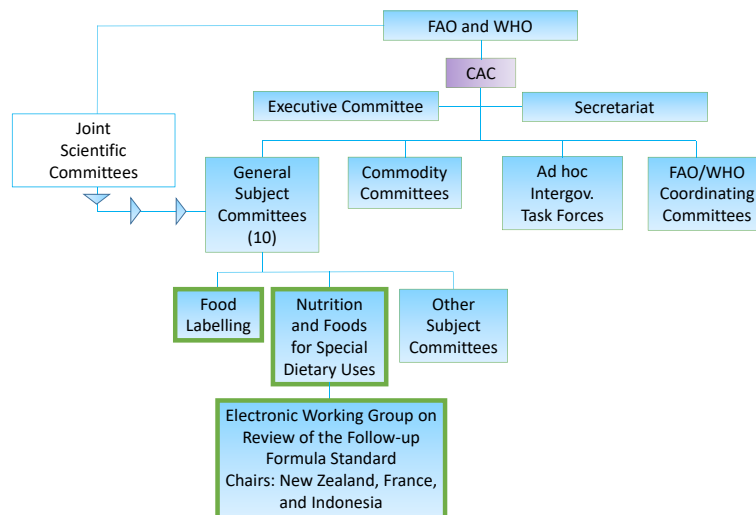 FAO and WHO
CAC
Executive Committee
Secretariat
Joint
Scientific
Committees
General
Subject
Committees
(10)
Commodity
Committees
Ad hoc
Intergov.
Task Forces
FAO/WHO
Coordinating
Committees
Food
Labelling
Nutrition
and Foods
for Special
Dietary Uses
Other
Subject
Committees
Electronic Working Group on
Review of the Follow-up
Formula Standard
Chairs: New Zealand, France,
and Indonesia